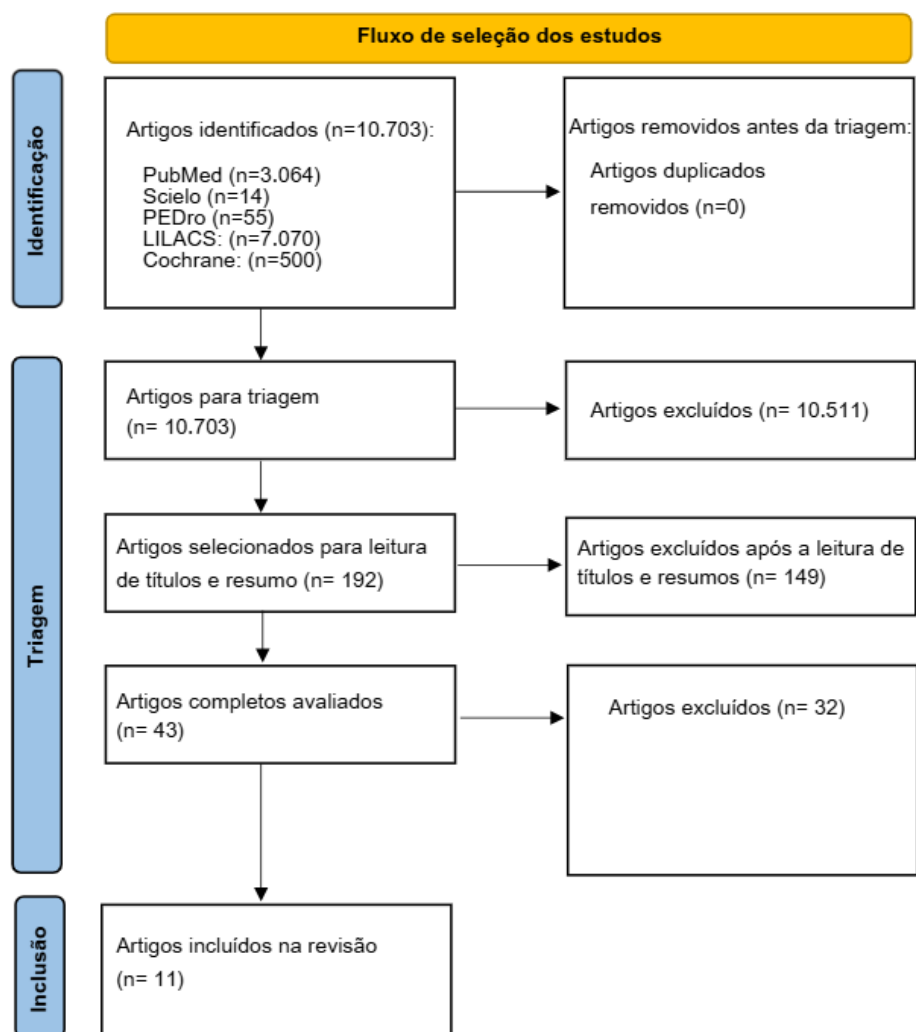 Fluxo de seleção dos estudos
Identificação
Artigos identificados (n=10.703):
PubMed (n=3.064)
Scielo (n=14)
PEDro (n=55)
LILACS: (n=7.070)
Cochrane: (n=500)
Artigos removidos antes da triagem:
Artigos duplicados
removidos (n=0)
Triagem
Artigos para triagem
(n= 10.703)
Artigos excluídos (n= 10.511)
Artigos selecionados para leitura
de títulos e resumo (n= 192)
Artigos excluídos após a leitura de
títulos e resumos (n= 149)
Artigos completos avaliados
(n= 43)
Artigos excluídos (n= 32)
Inclusão
Artigos incluídos na revisão
(n= 11)